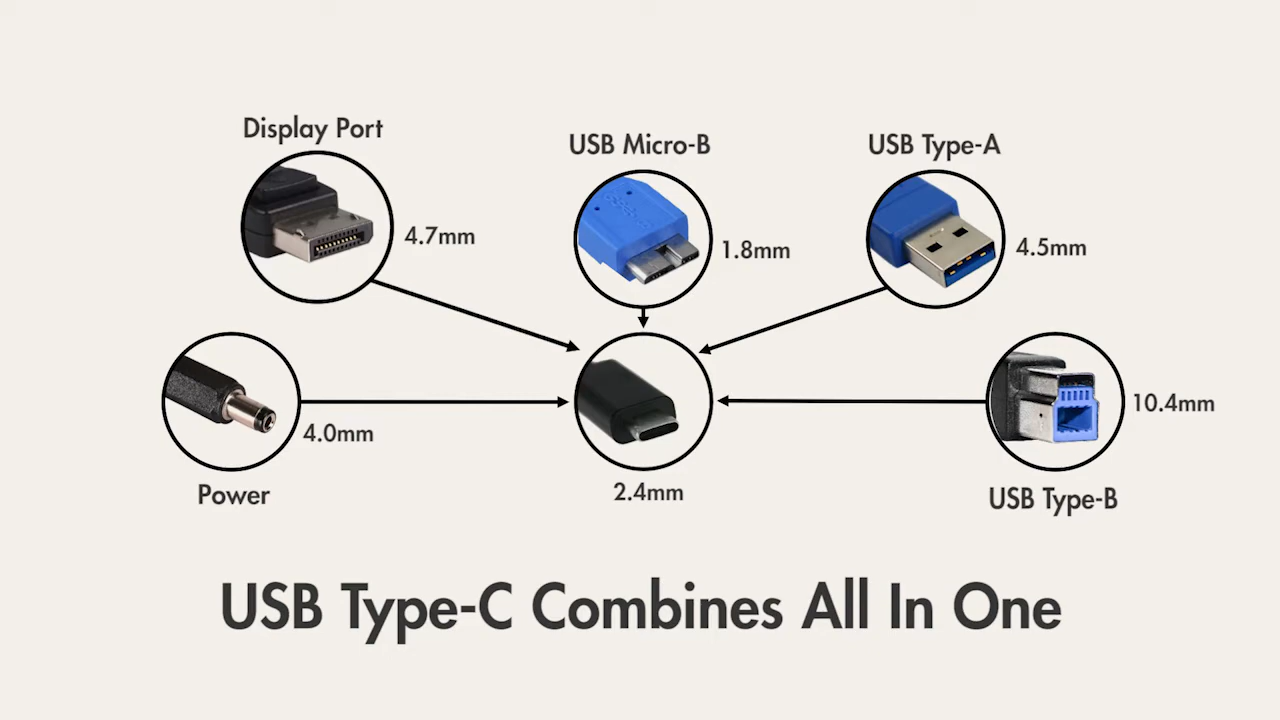 Display Port
USB Micro-B
USB Type-A
4.7mm
1.8mm
4.5mm
4.0mm
10.4mm
Power
2.4mm
USB Type-B
USB Type-C Combines All In One